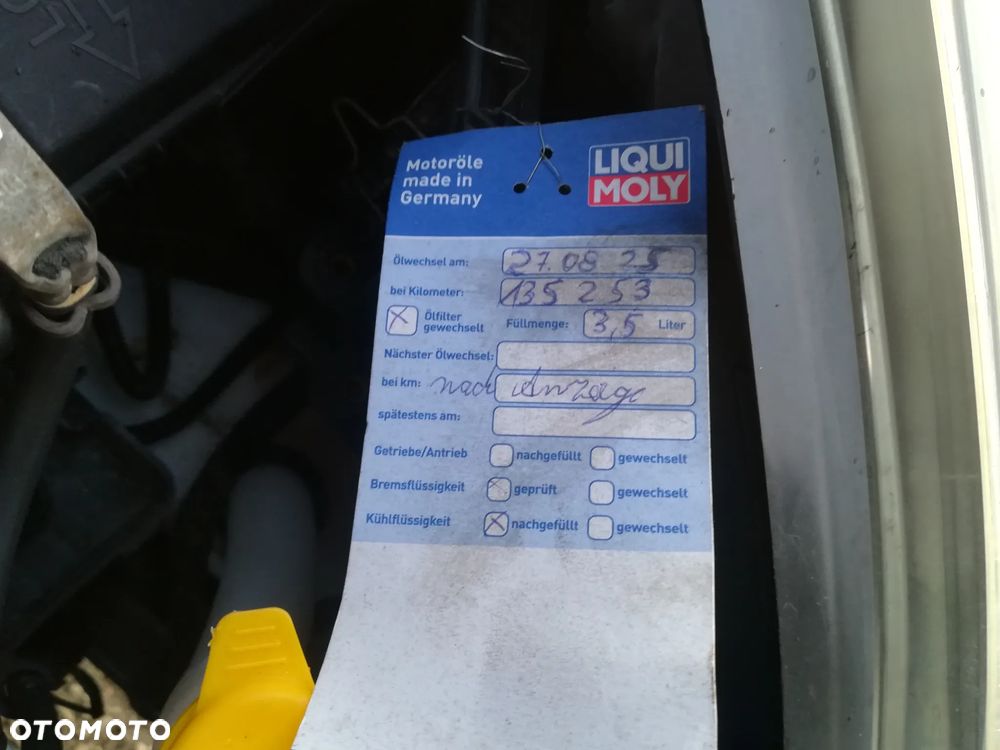 Motoröle
made in
Germany
LIQUI
MOLY
Ölwechsel am: 27.08 25
bei Kilometer: 135 253
Ölfilter
gewechselt
Füllmenge: 3,5 Liter
Nächster Ölwechsel:
bei km: nach Anzeige
spätestens am:
Getriebe/Antrieb nachgefüllt gewechselt
Bremsflüssigkeit geprüft gewechselt
Kühlflüssigkeit nachgefüllt gewechselt
OTOMOTO